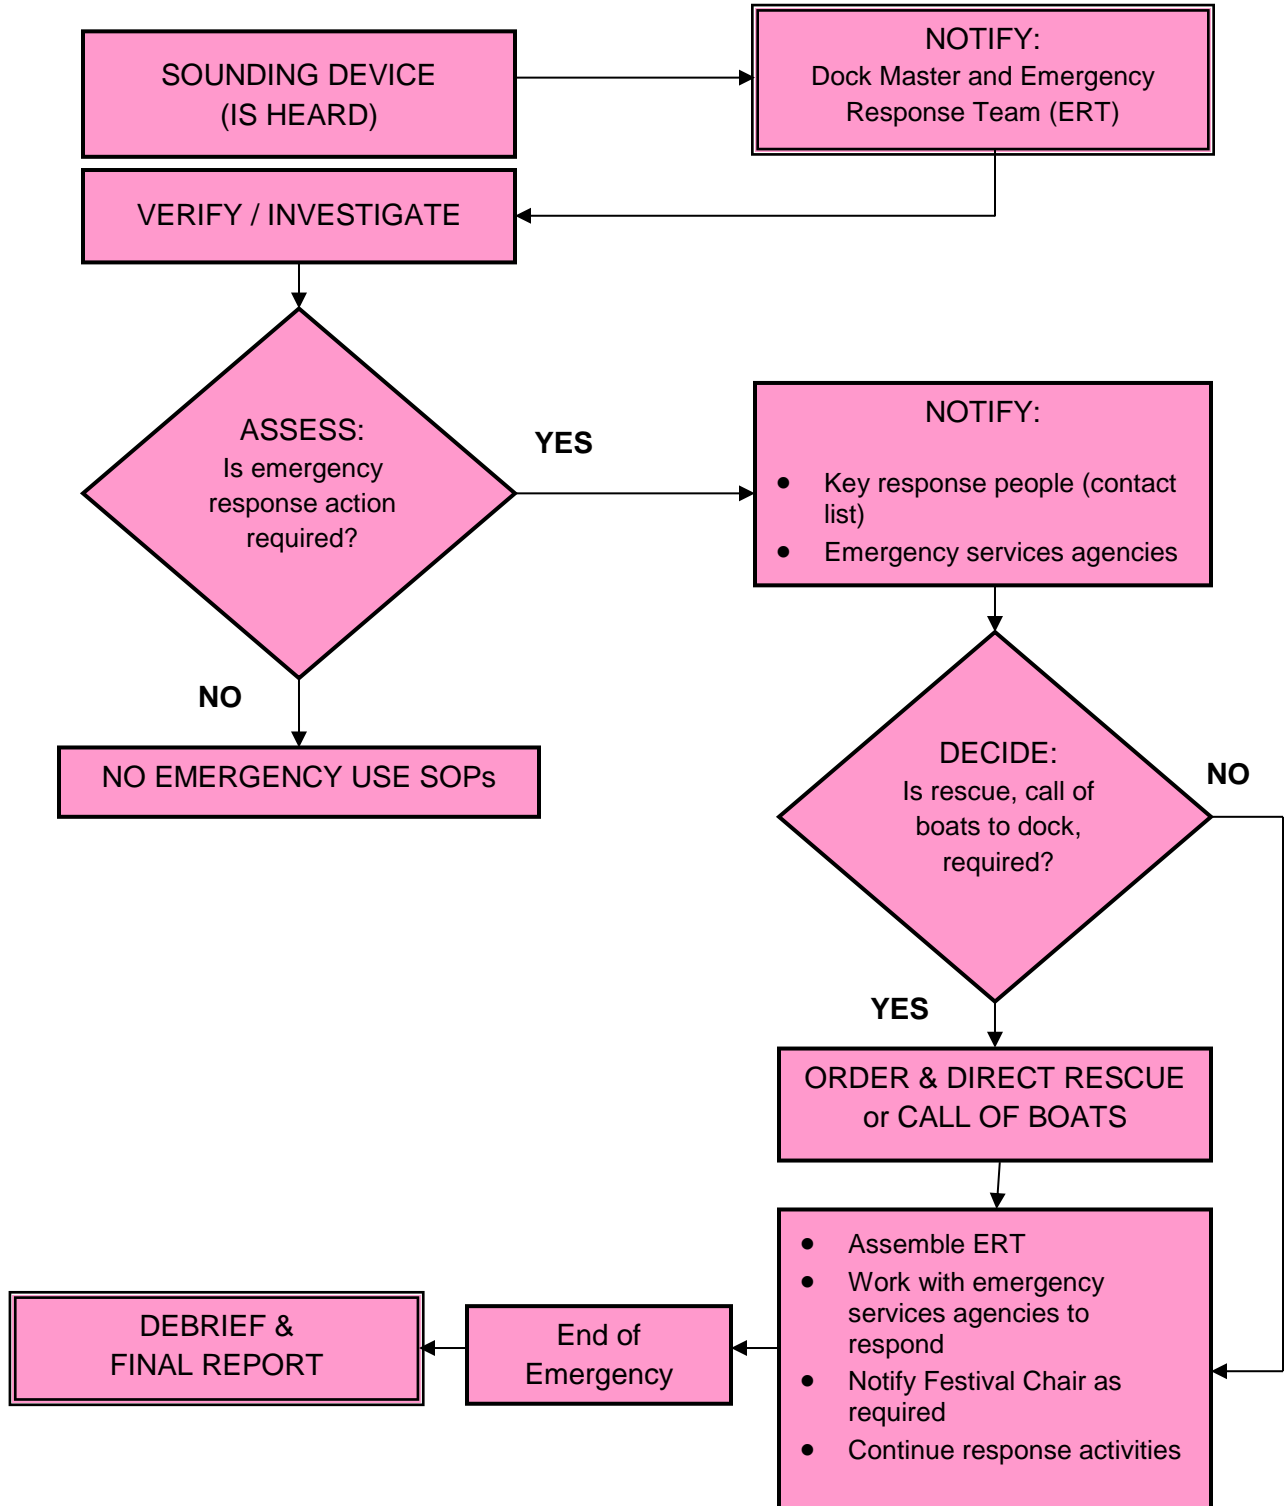 SOUNDING DEVICE
(IS HEARD)
NOTIFY:
Dock Master and Emergency
Response Team (ERT)
VERIFY / INVESTIGATE
ASSESS:
Is emergency
response action
required?
YES
NOTIFY:
• Key response people (contact
list)
• Emergency services agencies
NO
NO EMERGENCY USE SOPs
DECIDE:
Is rescue, call of
boats to dock,
required?
NO
YES
ORDER & DIRECT RESCUE
or CALL OF BOATS
• Assemble ERT
• Work with emergency
services agencies to
respond
• Notify Festival Chair as
required
• Continue response activities
End of
Emergency
DEBRIEF &
FINAL REPORT